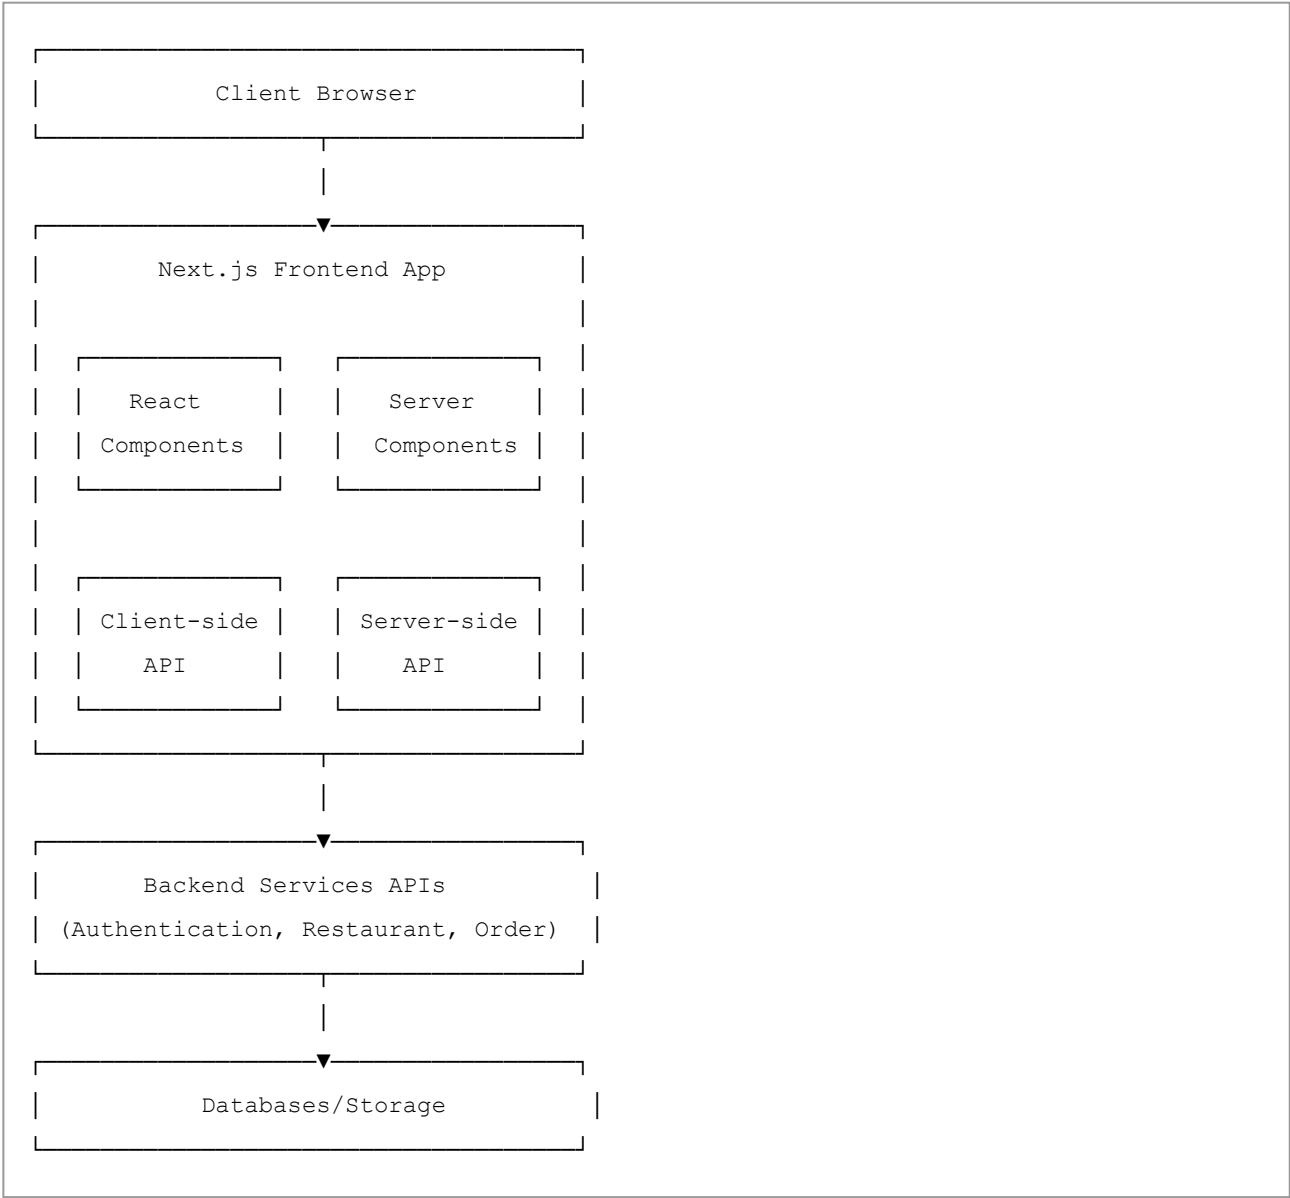 Client Browser
Next.js Frontend App
React Server
Components Components
Client-side Server-side
API API
Backend Services APIs
(Authentication, Restaurant, Order)
Databases/Storage